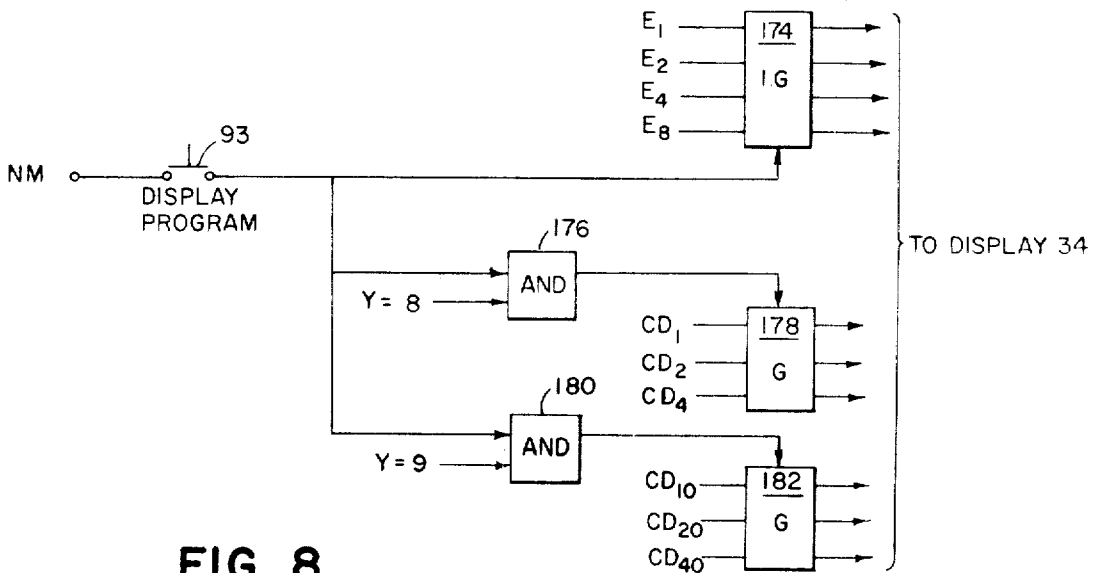 E1
E2
E4
E8
174
I.G
93
NM
DISPLAY
PROGRAM
TO DISPLAY 34
176
AND
Y = 8
CD1
CD2
CD4
178
G
180
AND
Y=9
CD10
CD20
CD40
182
G
FIG 8